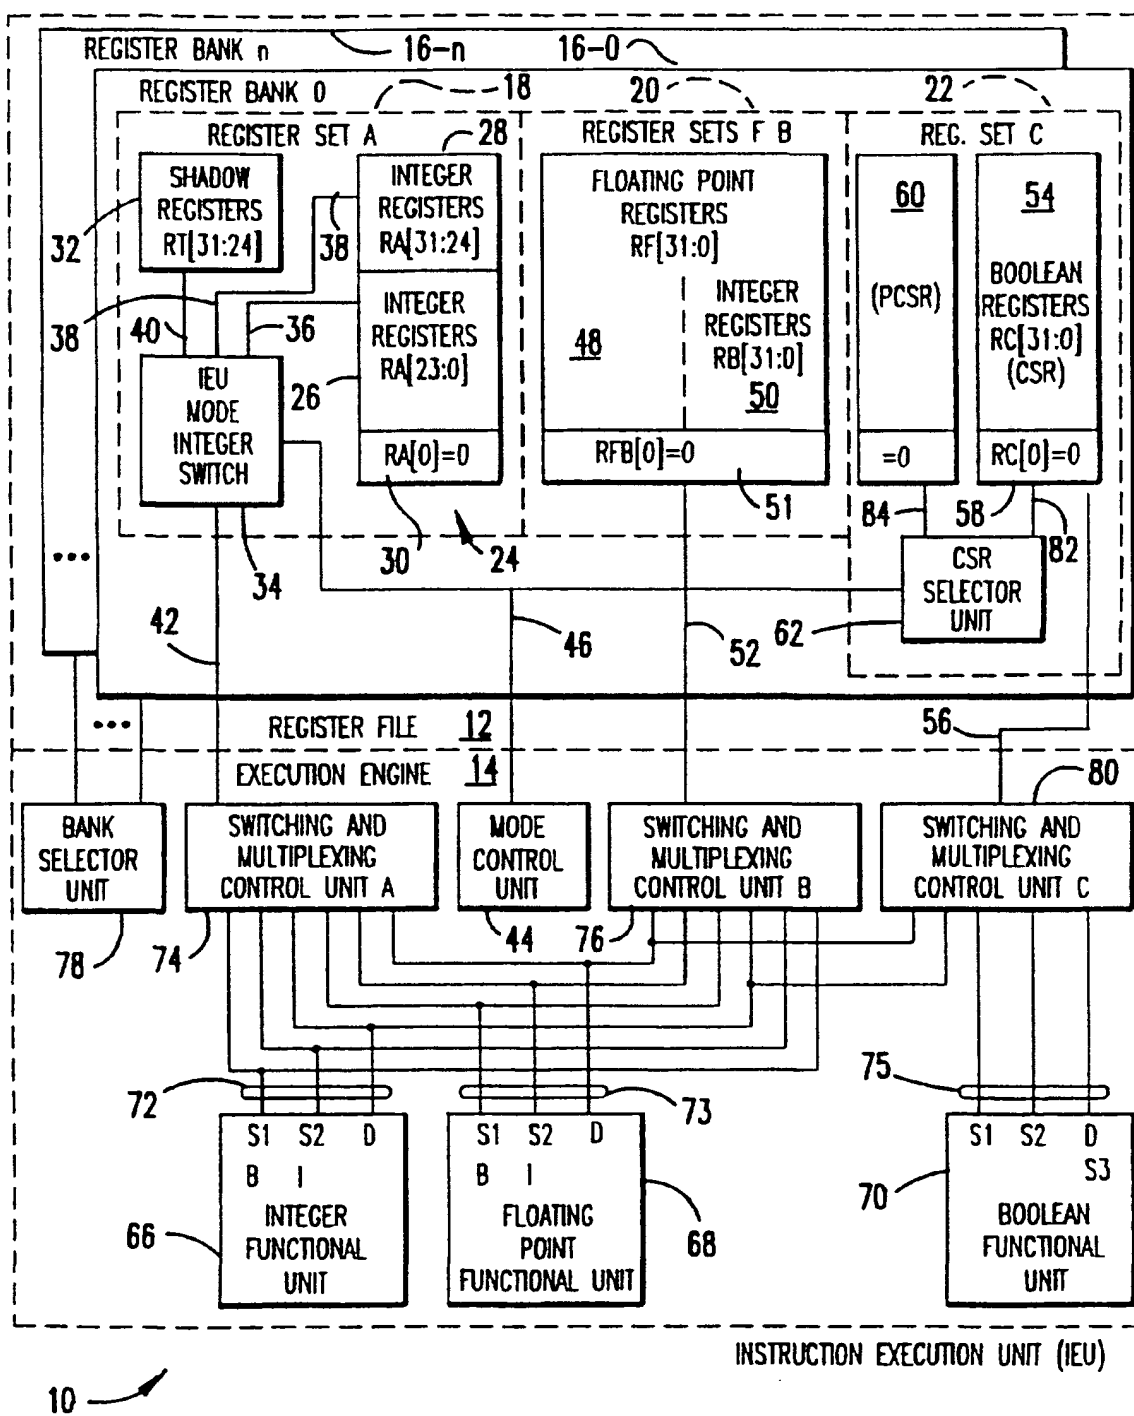 REGISTER BANK n
16-n
16-0
REGISTER BANK 0
18
20
22
REGISTER SET A
28
REGISTER SETS F B
REG. SET C
SHADOW
REGISTERS
RT[31:24]
32
INTEGER
REGISTERS
RA[31:24]
38
38
40
36
INTEGER
REGISTERS
RA[23:0]
26
IEU
MODE
INTEGER
SWITCH
RA[0]=0
30
24
34
FLOATING POINT
REGISTERS
RF[31:0]
48
INTEGER
REGISTERS
RB[31:0]
50
RFB[0]=0
51
60
(PCSR)
=0
54
BOOLEAN
REGISTERS
RC[31:0]
(CSR)
RC[0]=0
84
58
82
CSR
SELECTOR
UNIT
62
...
42
46
52
...
REGISTER FILE 12
56
EXECUTION ENGINE 14
80
BANK
SELECTOR
UNIT
78
SWITCHING AND
MULTIPLEXING
CONTROL UNIT A
74
MODE
CONTROL
UNIT
44
SWITCHING AND
MULTIPLEXING
CONTROL UNIT B
76
SWITCHING AND
MULTIPLEXING
CONTROL UNIT C
72
73
75
S1 S2 D
B I
INTEGER
FUNCTIONAL
UNIT
66
S1 S2 D
B I
FLOATING
POINT
FUNCTIONAL UNIT
68
S1 S2 D
S3
BOOLEAN
FUNCTIONAL
UNIT
70
INSTRUCTION EXECUTION UNIT (IEU)
10